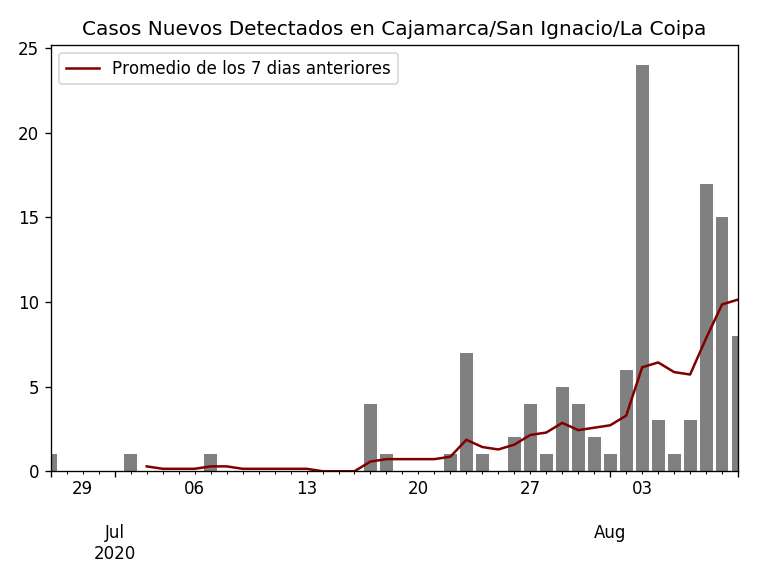 Casos Nuevos Detectados en Cajamarca/San Ignacio/La Coipa
Promedio de los 7 dias anteriores
25
20
15
10
5
0
29 06 13 20 27 03
Jul Aug
2020